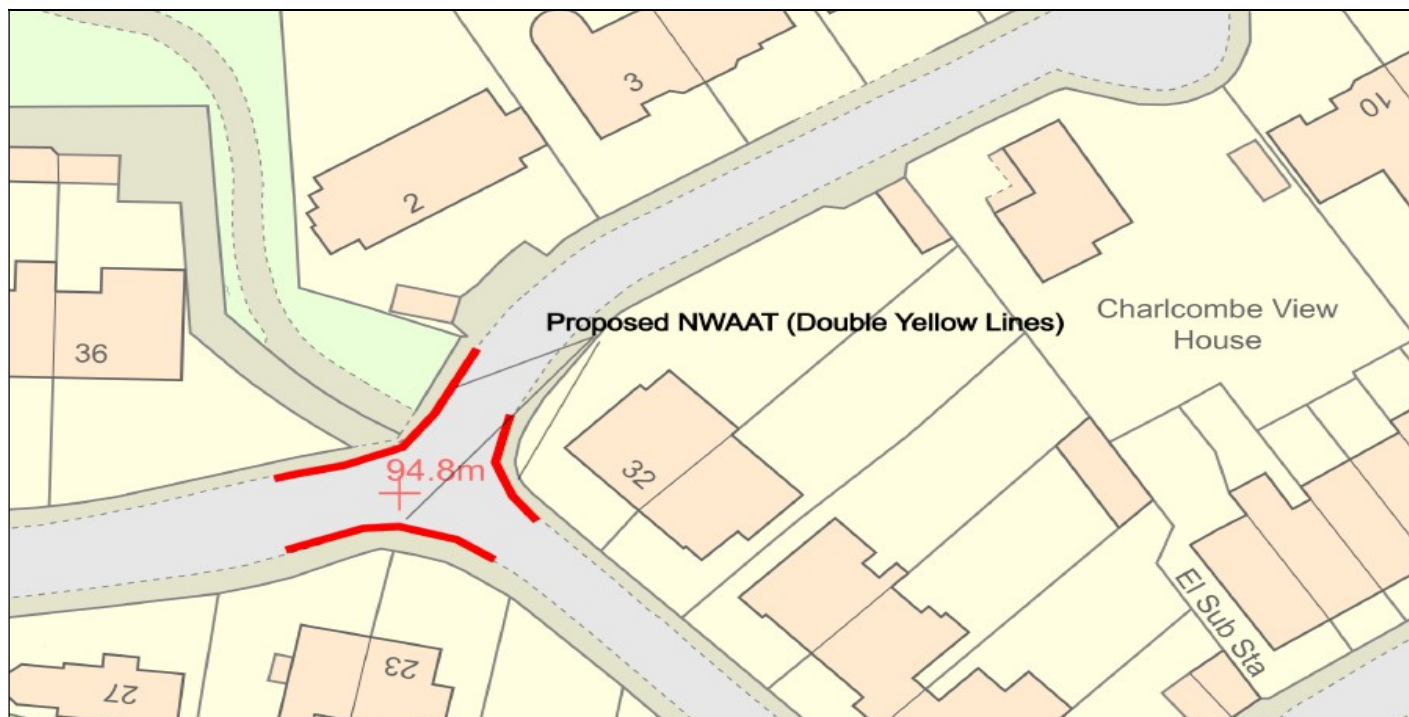 3
10
2
Charlcombe View
House
Proposed NWAAT (Double Yellow Lines)
36
94.8m
32
El Sub Sta
23
27